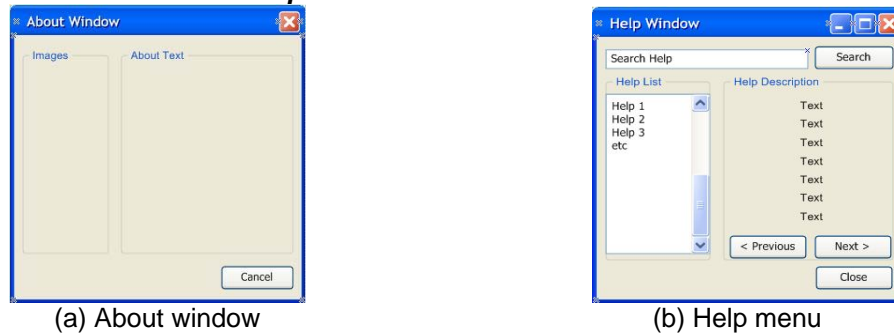 About Window
Images
About Text
Cancel
(a) About window
Help Window
Search Help
Search
Help List
Help 1
Help 2
Help 3
etc
Help Description
Text
Text
Text
Text
Text
Text
Text
< Previous
Next >
Close
(b) Help menu